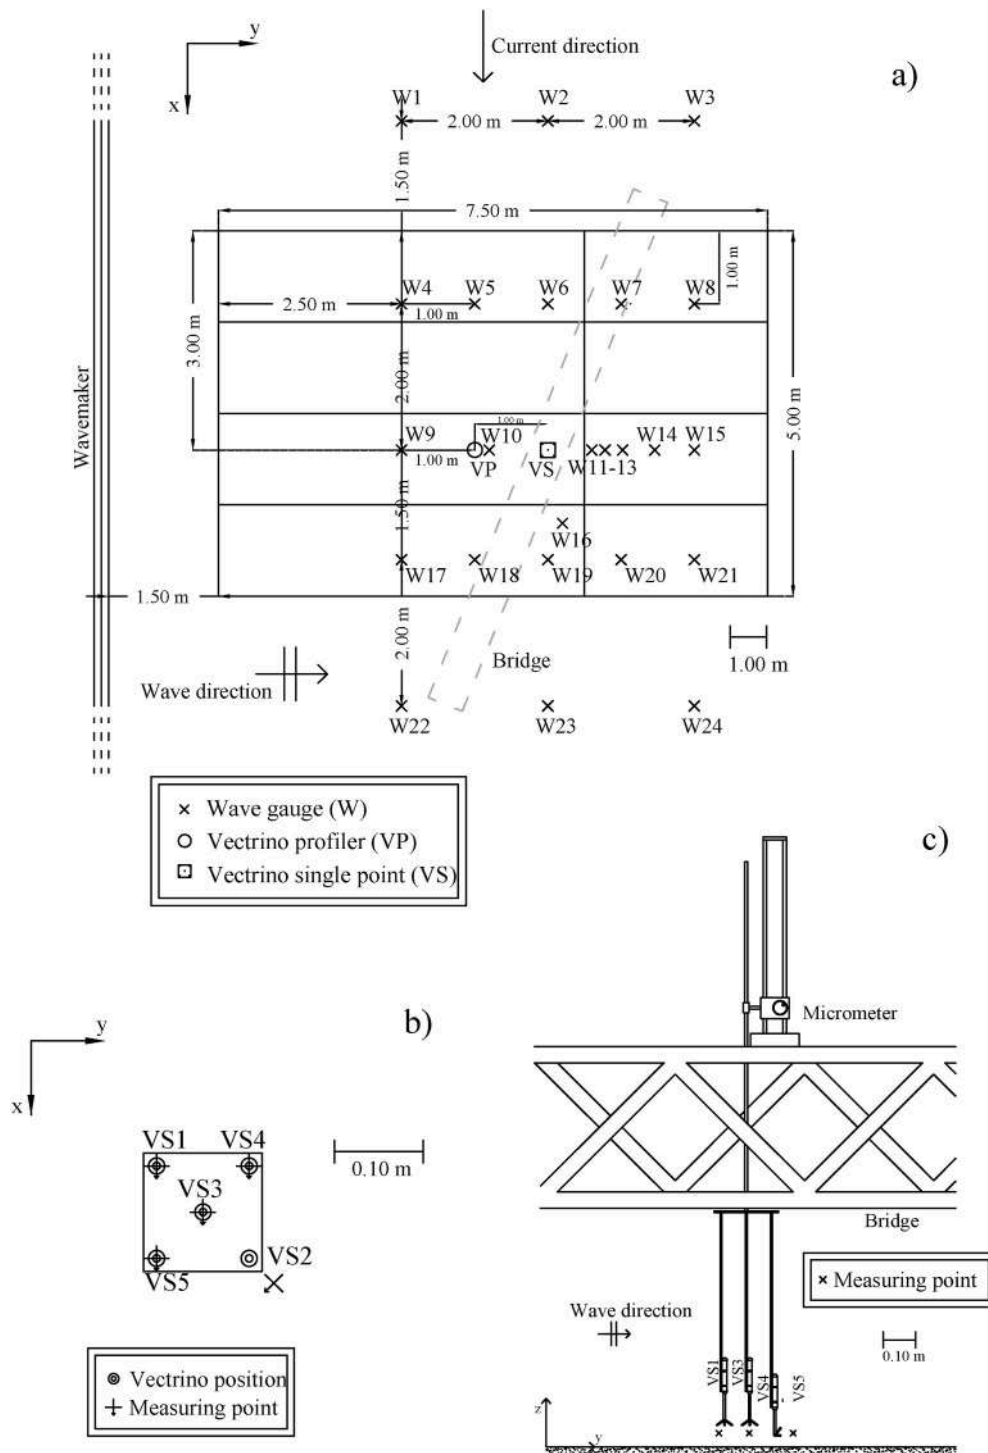 y
Current direction
a)
x
W1
W2
W3
2.00 m
2.00 m
1.50 m
7.50 m
1.00 m
W4
W5
W6
W7
W8
2.50 m
1.00 m
3.00 m
2.00 m
Wavemaker
5.00 m
1.00 m
W9
W10
W14
W15
1.00 m
VP
VS
W11-13
1.50 m
W16
W17
W18
W19
W20
W21
1.50 m
2.00 m
Bridge
1.00 m
Wave direction
W22
W23
W24
Wave gauge (W)
Vectrino profiler (VP)
Vectrino single point (VS)
c)
b)
Micrometer
y
x
VS1
VS4
0.10 m
VS3
VS2
VS5
Bridge
Measuring point
Wave direction
0.10 m
Vectrino position
Measuring point
VS1
VS3
VS4
VS5
z
y